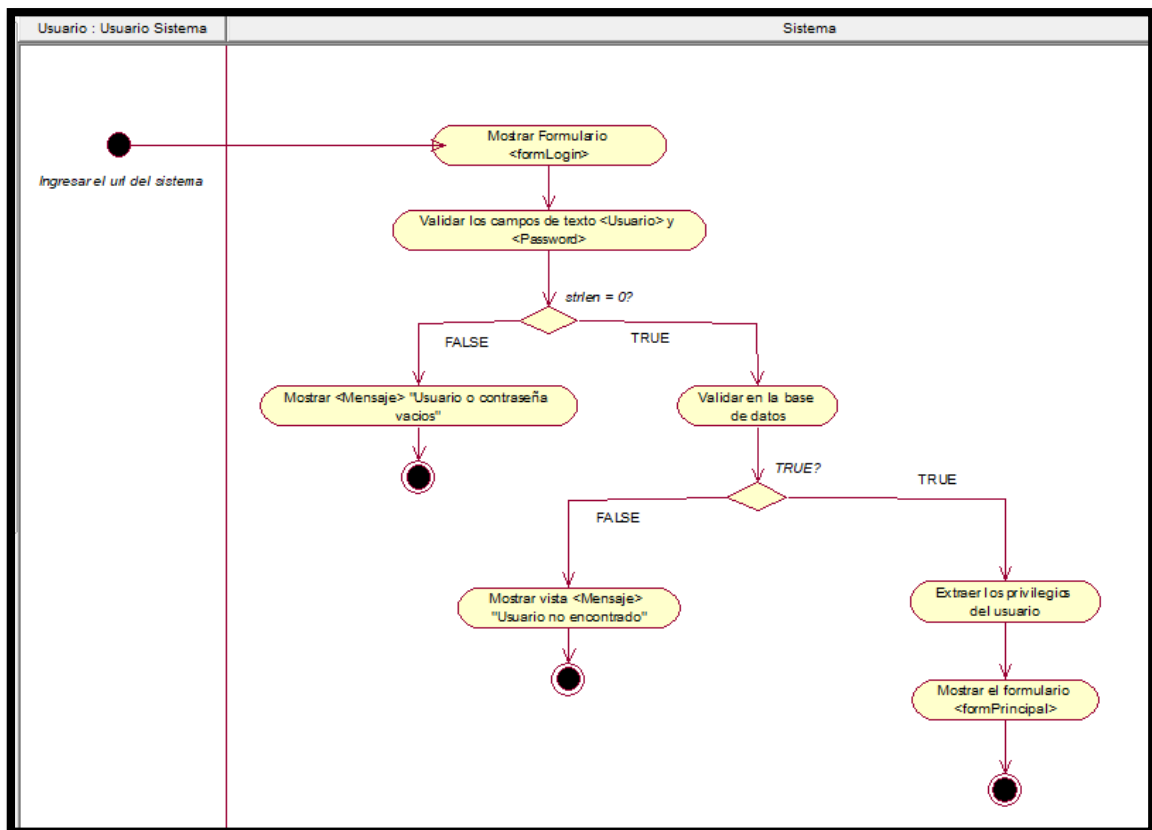 Usuario : Usuario Sistema
Sistema
Mostrar Formulario
<formLogin>
Ingresar el url del sistema
Validar los campos de texto <Usuario> y
<Password>
strlen = 0?
FALSE
TRUE
Mostrar <Mensaje> "Usuario o contraseña
vacios"
Validar en la base
de datos
TRUE?
TRUE
FALSE
Mostrar vista <Mensaje>
"Usuario no encontrado"
Extraer los privilegios
del usuario
Mostrar el formulario
<formPrincipal>